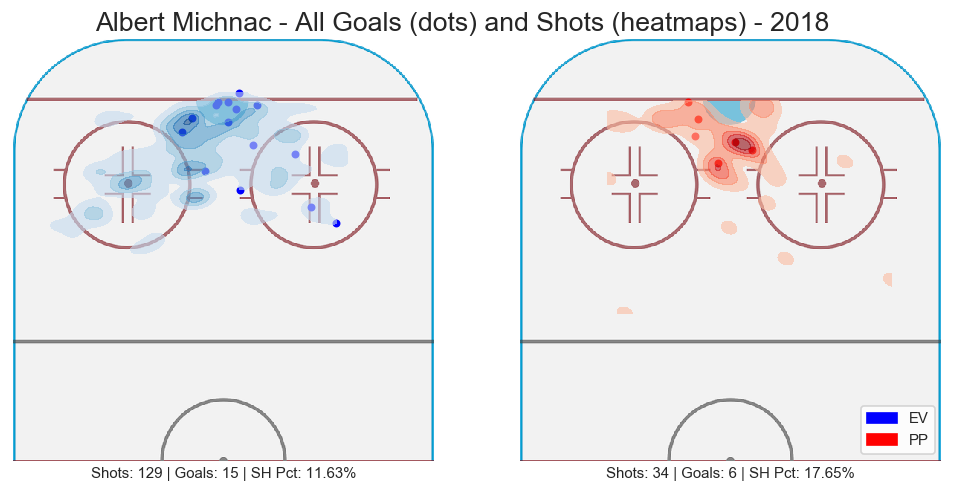 Albert Michnac - All Goals (dots) and Shots (heatmaps) - 2018
EV
PP
Shots: 129 | Goals: 15 | SH Pct: 11.63%
Shots: 34 | Goals: 6 | SH Pct: 17.65%